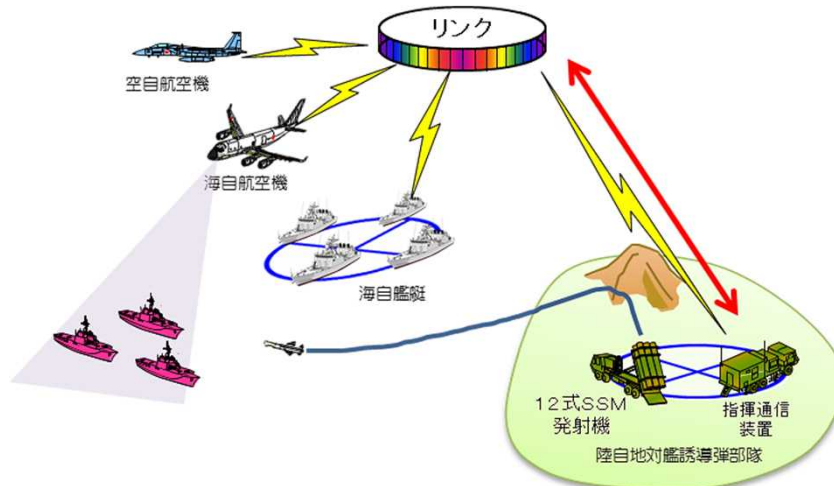 リンク
空自航空機
海自航空機
海自艦艇
12式SSM
発射機
指揮通信
装置
陸自地対艦誘導弾部隊